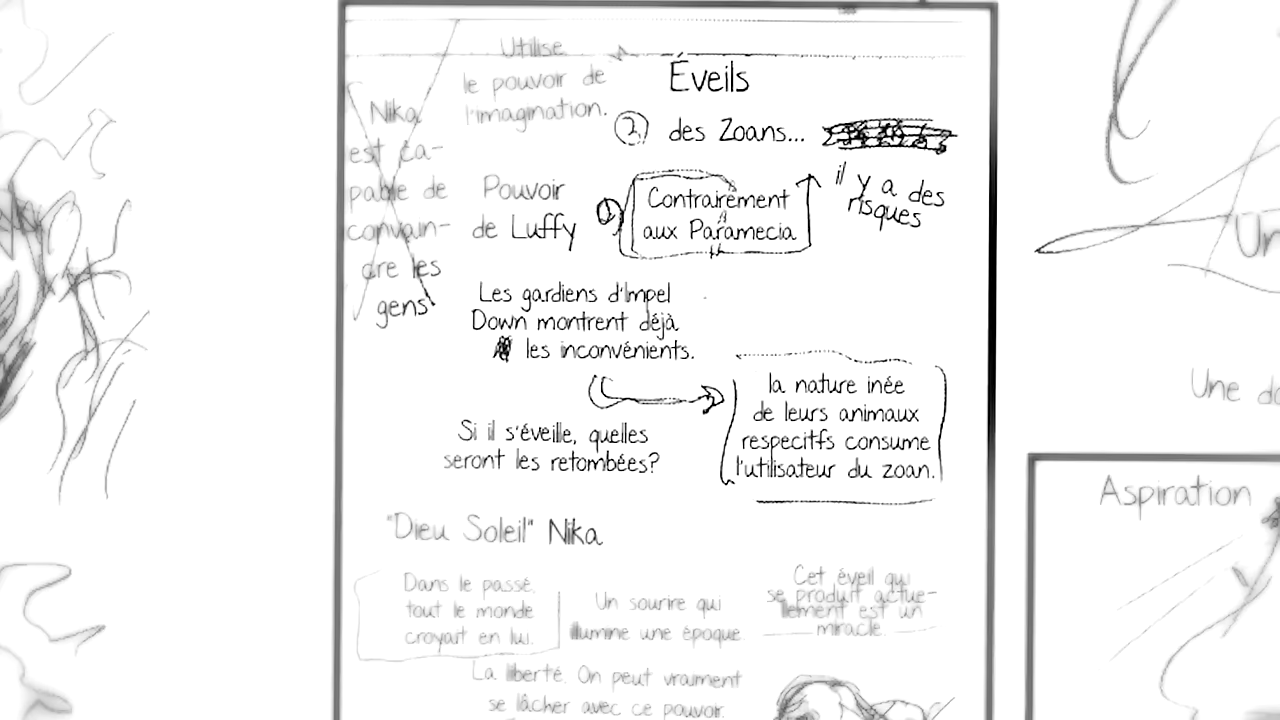 Utilise
le pouvoir de
l'imagination.
Éveils
2 des Zoans...
il y a des
risques
Nika
est ca-
pable de
convain-
cre les
gens
Pouvoir
de Luffy
1 Contrairement
aux Paramecia
Les gardiens d'Impel
Down montrent déjà
les inconvénients.
la nature inée
de leurs animaux
respecitfs consume
l'utilisateur du zoan.
Si il s'éveille, quelles
seront les retombées?
"Dieu Soleil" Nika
Dans le passé,
tout le monde
croyait en lui.
Un sourire qui
illumine une époque.
Cet éveil qui
se produit actue-
llement est un
miracle.
La liberté. On peut vraiment
se lâcher avec ce pouvoir.
Un
Une do
Aspiration